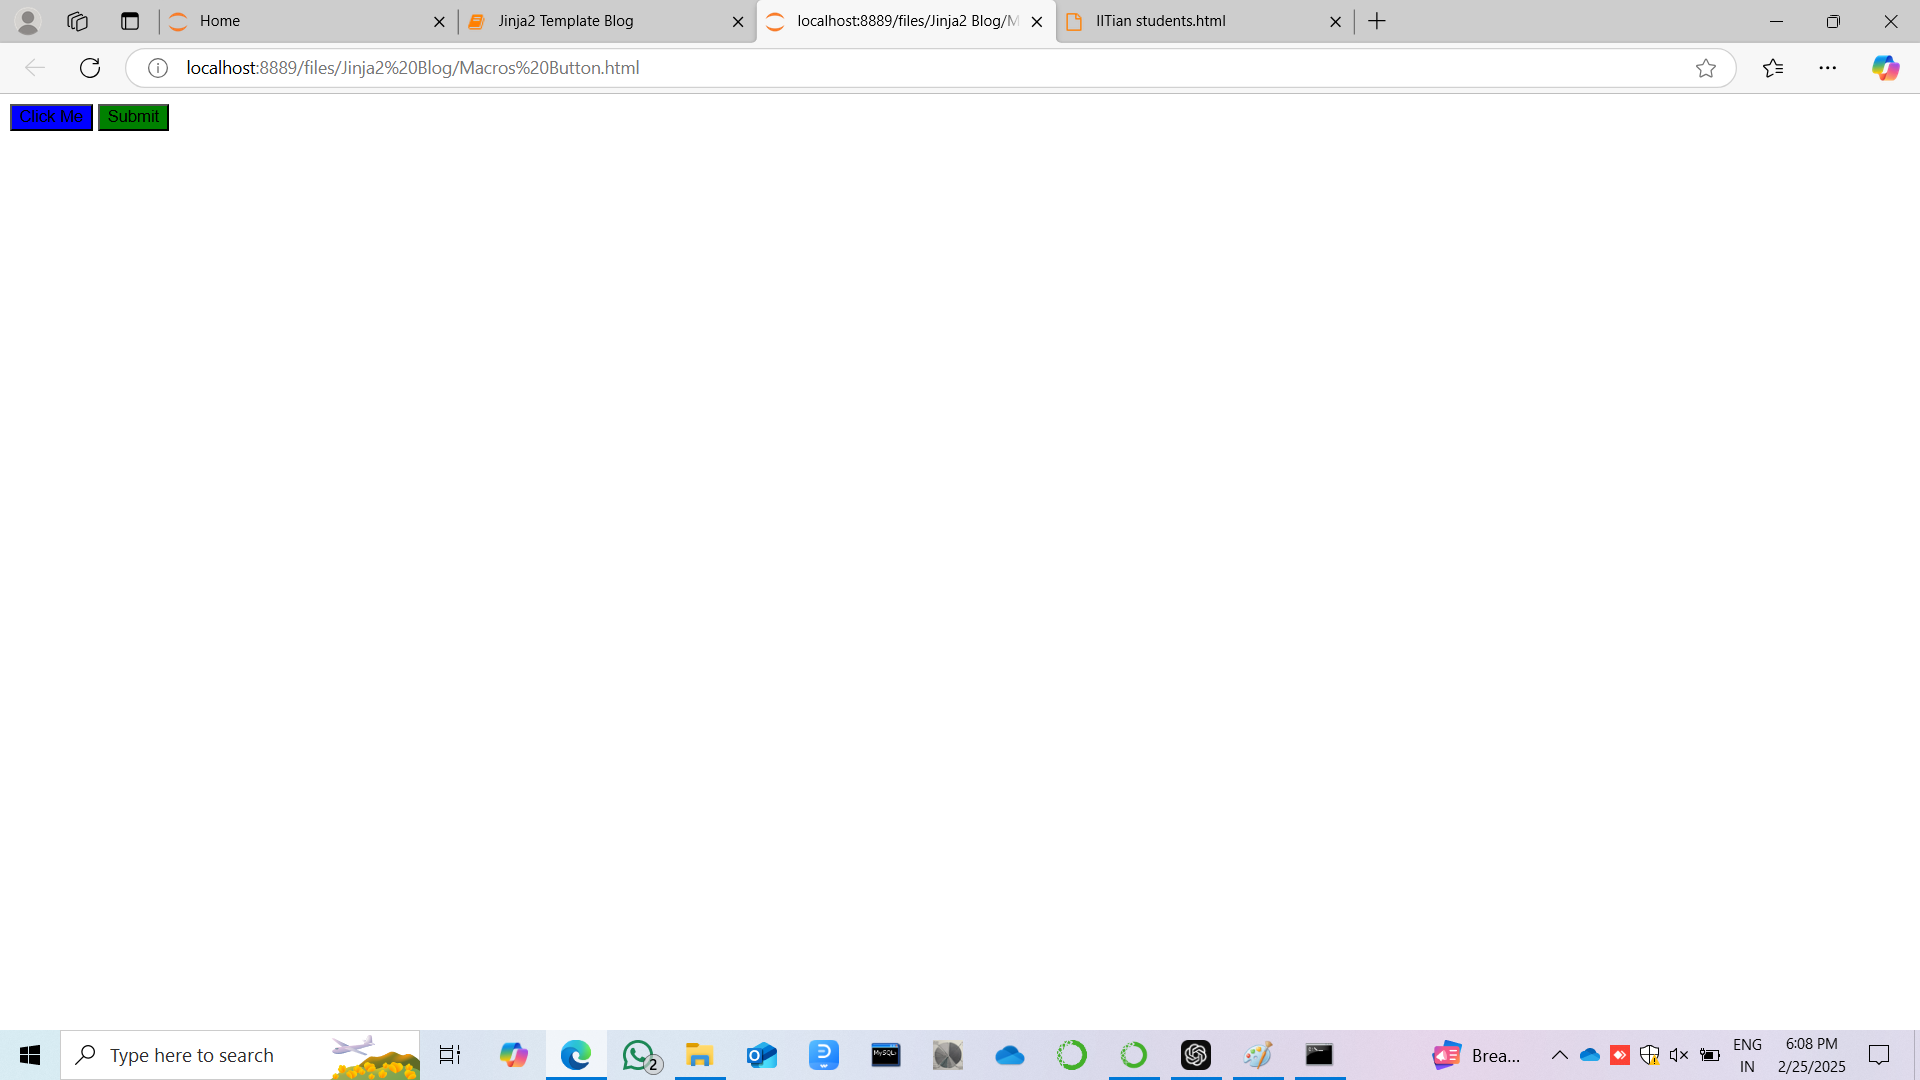 Home
Jinja2 Template Blog
localhost:8889/files/Jinja2 Blog/M
IITian students.html
localhost:8889/files/Jinja2%20Blog/Macros%20Button.html
Click Me
Submit
Type here to search
2
MySQL
Brea...
ENG
IN
6:08 PM
2/25/2025